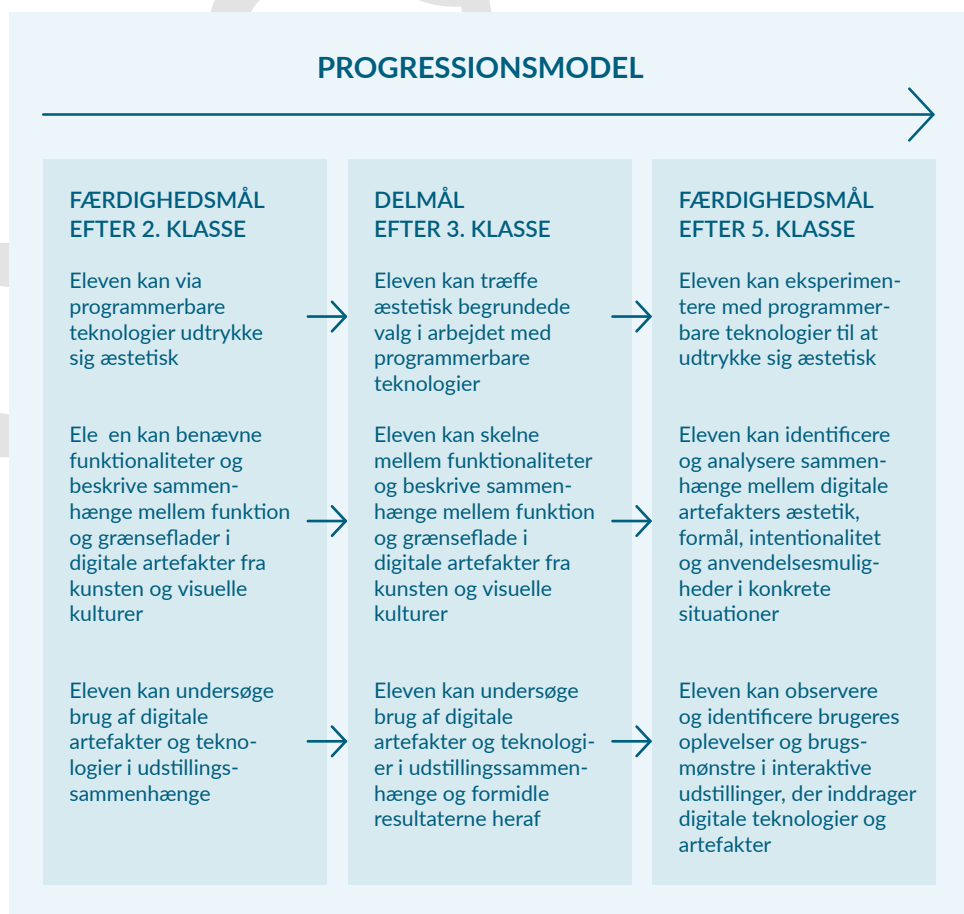 PROGRESSIONSMODEL
FÆRDIGHEDSMÅL
EFTER 2. KLASSE
Eleven kan via
programmerbare
teknologier udtrykke
sig æstetisk
Ele en kan benævne
funktionaliteter og
beskrive sammen-
hænge mellem funktion
og grænseflader i
digitale artefakter fra
kunsten og visuelle
kulturer
Eleven kan undersøge
brug af digitale
artefakter og tekno-
logier i udstillings-
sammenhænge
DELMÅL
EFTER 3. KLASSE
Eleven kan træffe
æstetisk begrundede
valg i arbejdet med
programmerbare
teknologier
Eleven kan skelne
mellem funktionaliteter
og beskrive sammen-
hænge mellem funktion
og grænseflade i
digitale artefakter fra
kunsten og visuelle
kulturer
Eleven kan undersøge
brug af digitale
artefakter og teknologi-
er i udstillingssammen-
hænge og formidle
resultaterne heraf
FÆRDIGHEDSMÅL
EFTER 5. KLASSE
Eleven kan eksperimen-
tere med programmer-
bare teknologier til at
udtrykke sig æstetisk
Eleven kan identificere
og analysere sammen-
hænge mellem digitale
artefakters æstetik,
formål, intentionalitet
og anvendelsesmulig-
heder i konkrete
situationer
Eleven kan observere
og identificere brugeres
oplevelser og brugs-
mønstre i interaktive
udstillinger, der inddrager
digitale teknologier og
artefakter